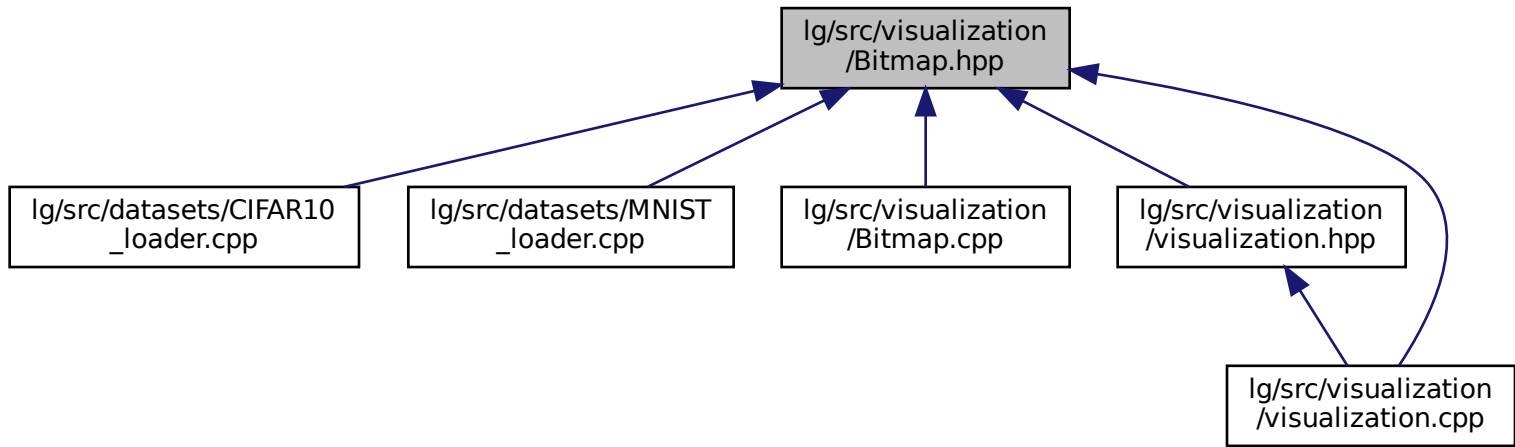 lg/src/visualization
/Bitmap.hpp
lg/src/datasets/CIFAR10
_loader.cpp
lg/src/datasets/MNIST
_loader.cpp
lg/src/visualization
/Bitmap.cpp
lg/src/visualization
/visualization.hpp
lg/src/visualization
/visualization.cpp